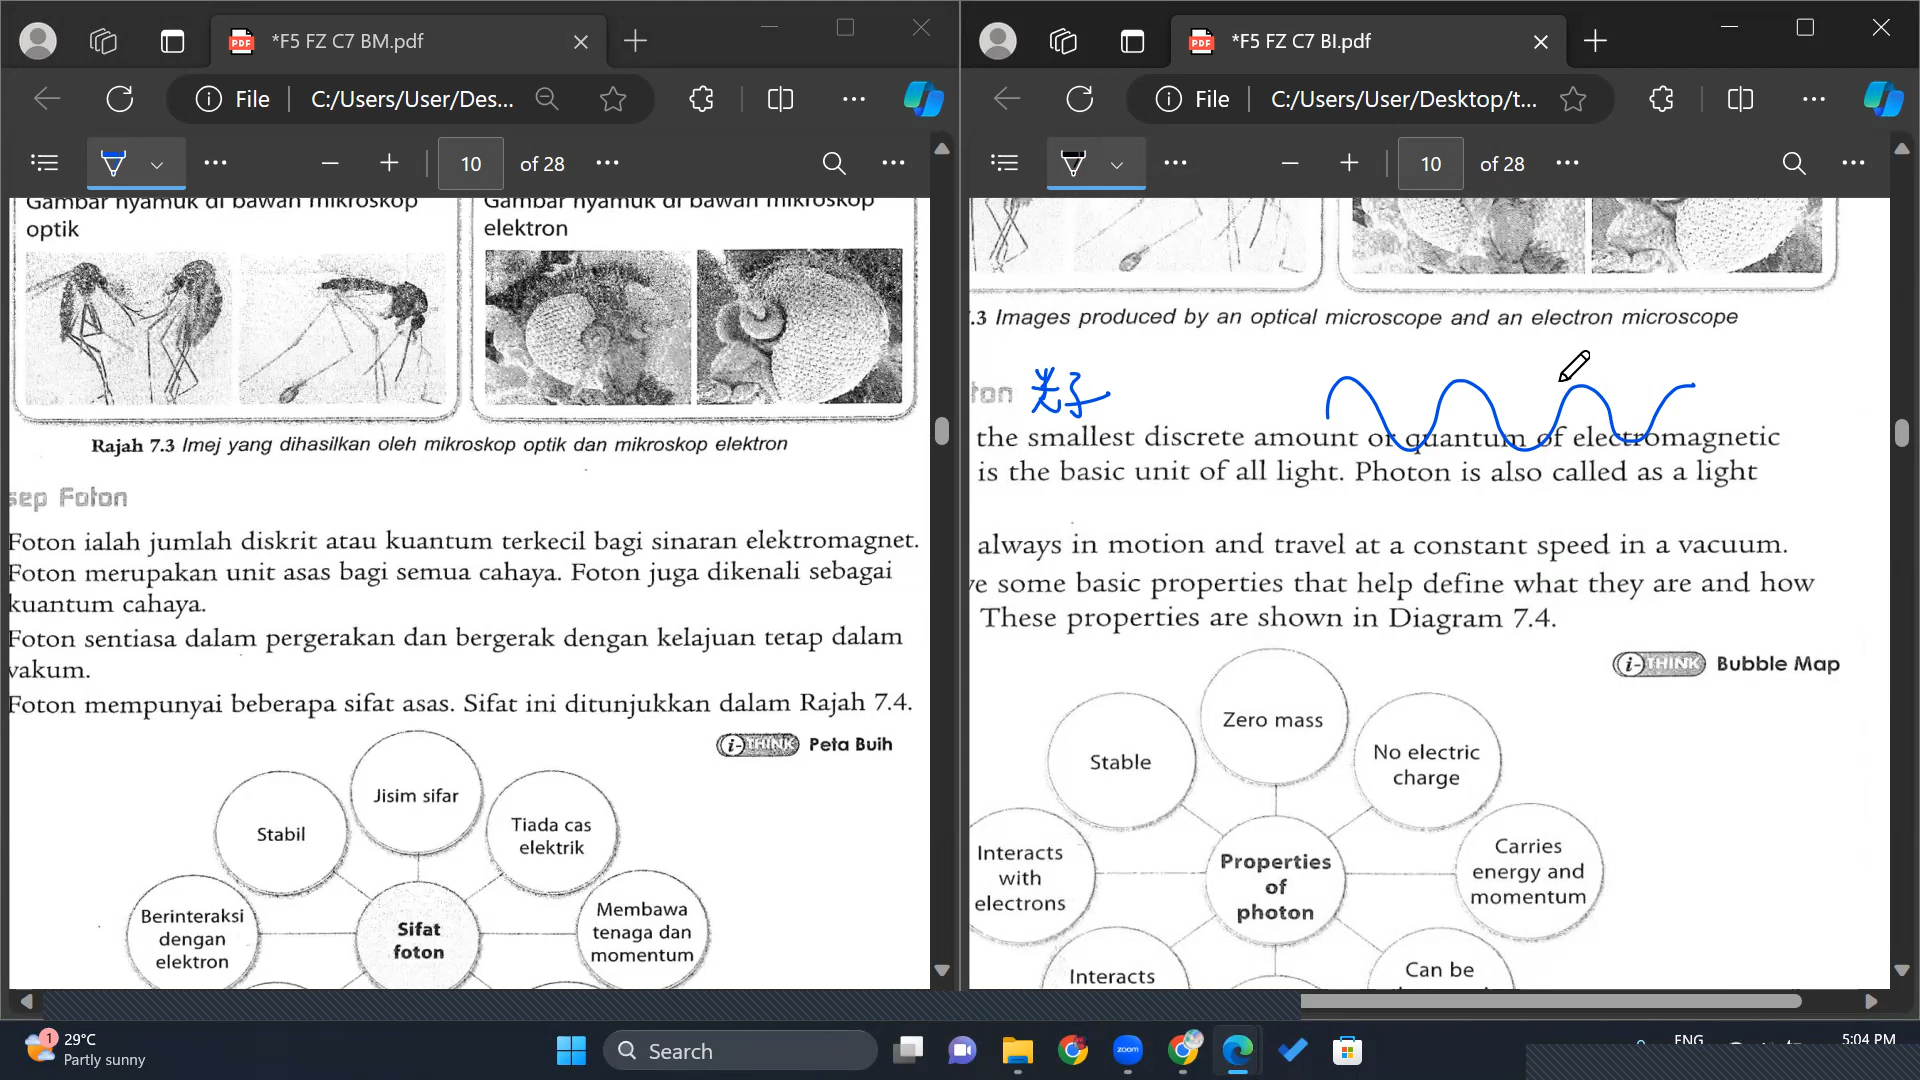 *F5 FZ C7 BM.pdf
File
C:/Users/User/Des...
10
of 28
Gambar nyamuk di bawah mikroskop
optik
Gambar nyamuk di bawah mikroskop
elektron
Rajah 7.3 Imej yang dihasilkan oleh mikroskop optik dan mikroskop elektron
sep Foton
Foton ialah jumlah diskrit atau kuantum terkecil bagi sinaran elektromagnet.
Foton merupakan unit asas bagi semua cahaya. Foton juga dikenali sebagai
kuantum cahaya.
Foton sentiasa dalam pergerakan dan bergerak dengan kelajuan tetap dalam
vakum.
Foton mempunyai beberapa sifat asas. Sifat ini ditunjukkan dalam Rajah 7.4.
i-THINK Peta Buih
Jisim sifar
Stabil
Tiada cas
elektrik
Berinteraksi
dengan
elektron
Sifat
foton
Membawa
tenaga dan
momentum
*F5 FZ C7 BI.pdf
File
C:/Users/User/Desktop/t...
10
of 28
.3 Images produced by an optical microscope and an electron microscope
ton 光子
the smallest discrete amount or quantum of electromagnetic
is the basic unit of all light. Photon is also called as a light
always in motion and travel at a constant speed in a vacuum.
ve some basic properties that help define what they are and how
These properties are shown in Diagram 7.4.
i-THINK Bubble Map
Zero mass
Stable
No electric
charge
Interacts
with
electrons
Properties
of
photon
Carries
energy and
momentum
Interacts
Can be
1
29°C
Partly sunny
Search
zoom
ENG
5:04 PM